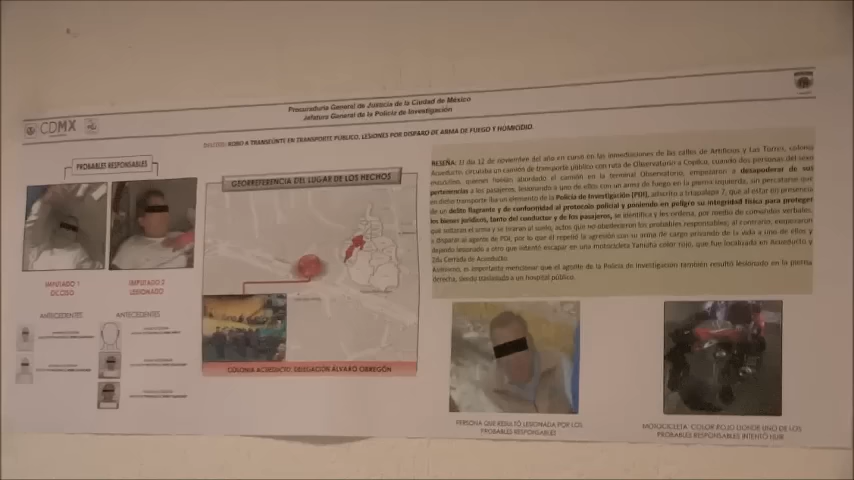 Procuraduría General de Justicia de la Ciudad de México
Jefatura General de la Policía de Investigación
CDMX
DELITO: ROBO A TRANSEÚNTE EN TRANSPORTE PÚBLICO, LESIONES POR DISPARO DE ARMA DE FUEGO Y HOMICIDIO.
PROBABLES RESPONSABLES
IMPUTADO 1
OCCISO
IMPUTADO 2
LESIONADO
ANTECEDENTES
ANTECEDENTES
GEORREFERENCIA DEL LUGAR DE LOS HECHOS
COLONIA ACUEDUCTO, DELEGACIÓN ÁLVARO OBREGÓN
RESEÑA: El día 12 de noviembre del año en curso en las inmediaciones de las calles de Artificios y Las Torres, colonia
Acueducto, circulaba un camión de transporte público con ruta de Observatorio a Copilco, cuando dos personas del sexo
masculino, quienes habían abordado el camión en la terminal Observatorio, empezaron a desapoderar de sus
pertenencias a los pasajeros, lesionando a uno de ellos con un arma de fuego en la pierna izquierda, sin percatarse que
en dicho transporte iba un elemento de la Policía de Investigación (PDI), adscrito a Iztapalapa 7, que al estar en presencia
de un delito flagrante y de conformidad al protocolo policial y poniendo en peligro su integridad física para proteger
los bienes jurídicos, tanto del conductor y de los pasajeros, se identifica y les ordena, por medio de comandos verbales,
que soltaran el arma y se tiraran al suelo, actos que no obedecieron los probables responsables; al contrario, empezaron
a disparar al agente de PDI, por lo que él repelió la agresión con su arma de cargo privando de la vida a uno de ellos y
dejando lesionado a otro que intentó escapar en una motocicleta Yamaha color rojo, que fue localizada en Acueducto y
2da Cerrada de Acueducto.
Asimismo, es importante mencionar que el agente de la Policía de Investigación también resultó lesionado en la pierna
derecha, siendo trasladado a un hospital público.
PERSONA QUE RESULTÓ LESIONADA POR LOS
PROBABLES RESPONSABLES
MOTOCICLETA COLOR ROJO DONDE UNO DE LOS
PROBABLES RESPONSABLES INTENTÓ HUIR